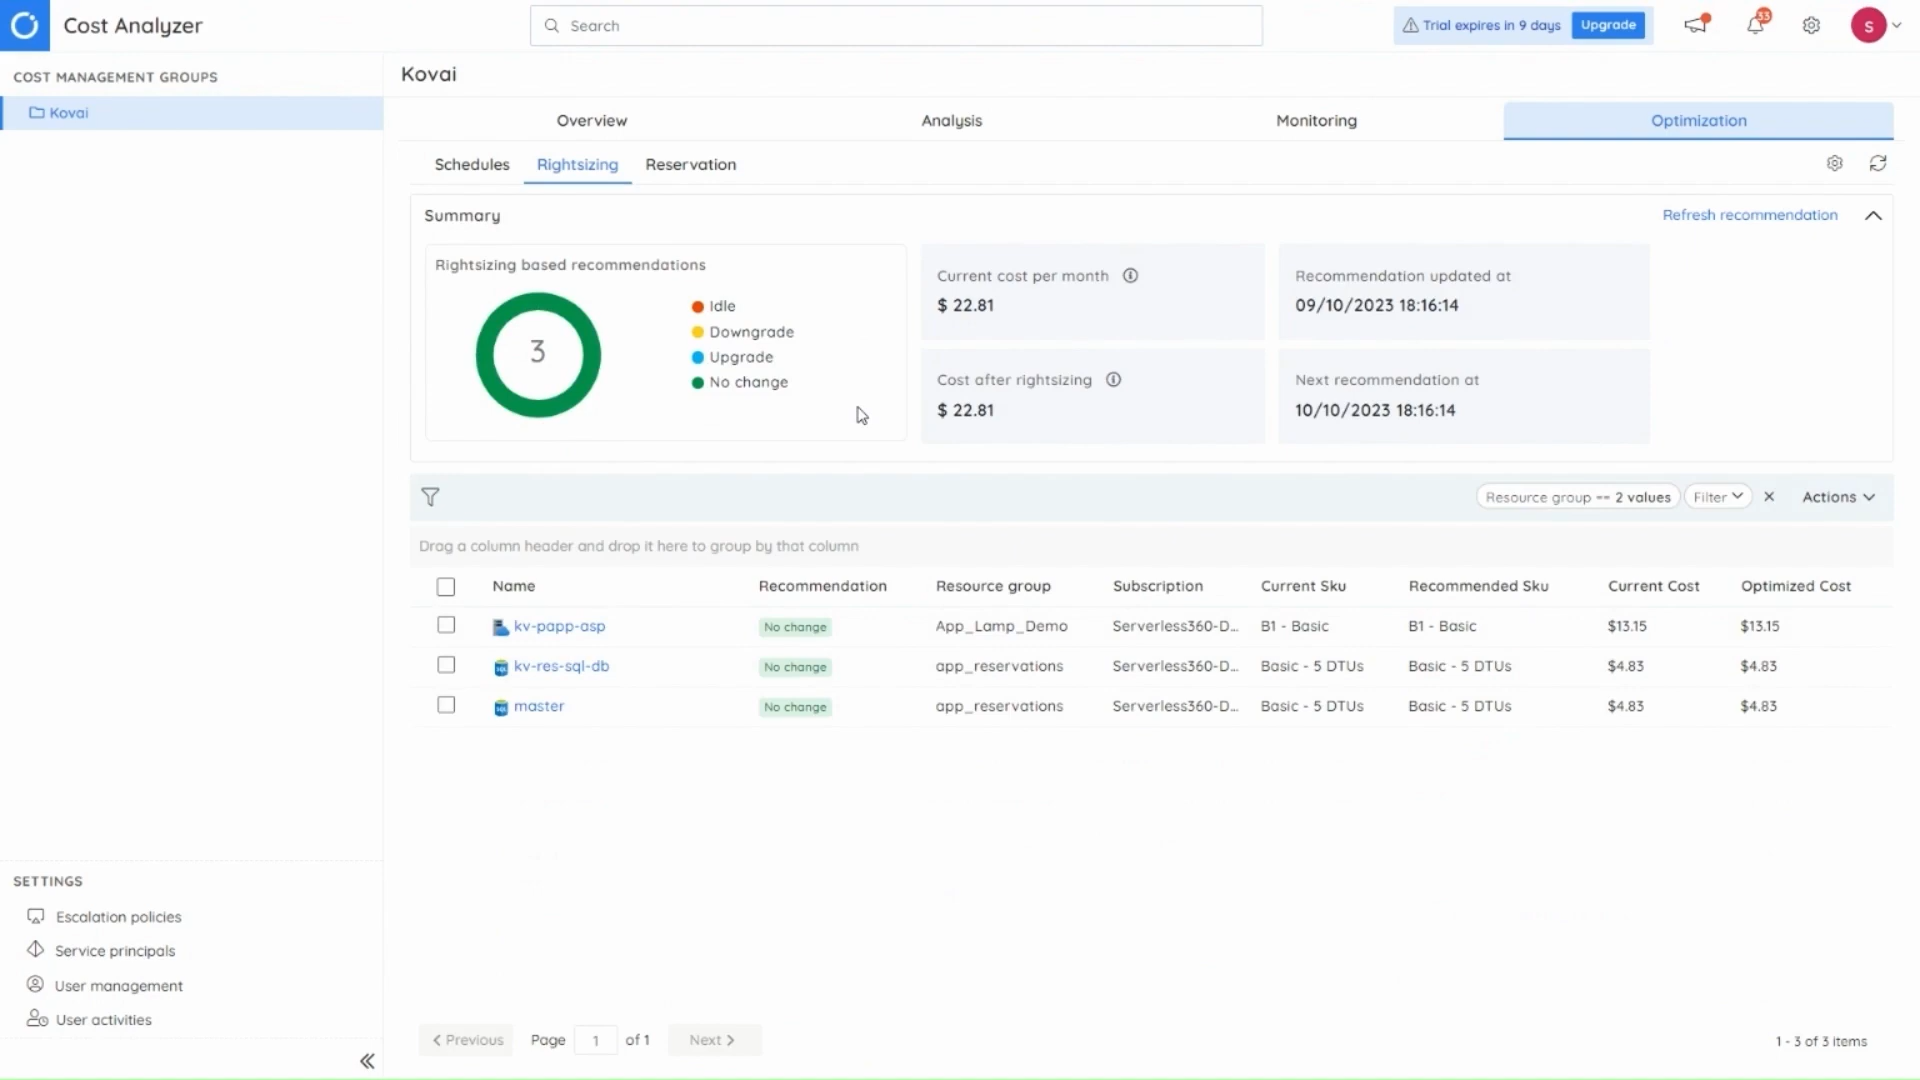 Cost Analyzer
Search
Trial expires in 9 days
Upgrade
33
S
COST MANAGEMENT GROUPS
Kovai
Kovai
Overview
Analysis
Monitoring
Optimization
Schedules
Rightsizing
Reservation
Summary
Refresh recommendation
Rightsizing based recommendations
3
Idle
Downgrade
Upgrade
No change
Current cost per month
$ 22.81
Recommendation updated at
09/10/2023 18:16:14
Cost after rightsizing
$ 22.81
Next recommendation at
10/10/2023 18:16:14
Resource group == 2 values
Filter
Actions
Drag a column header and drop it here to group by that column
Name Recommendation Resource group Subscription Current Sku Recommended Sku Current Cost Optimized Cost
kv-papp-asp No change App_Lamp_Demo Serverless360-D... B1 - Basic B1 - Basic $13.15 $13.15
SQL kv-res-sql-db No change app_reservations Serverless360-D... Basic - 5 DTUs Basic - 5 DTUs $4.83 $4.83
SQL master No change app_reservations Serverless360-D... Basic - 5 DTUs Basic - 5 DTUs $4.83 $4.83
SETTINGS
Escalation policies
Service principals
User management
User activities
Previous Page 1 of 1 Next
1 - 3 of 3 items